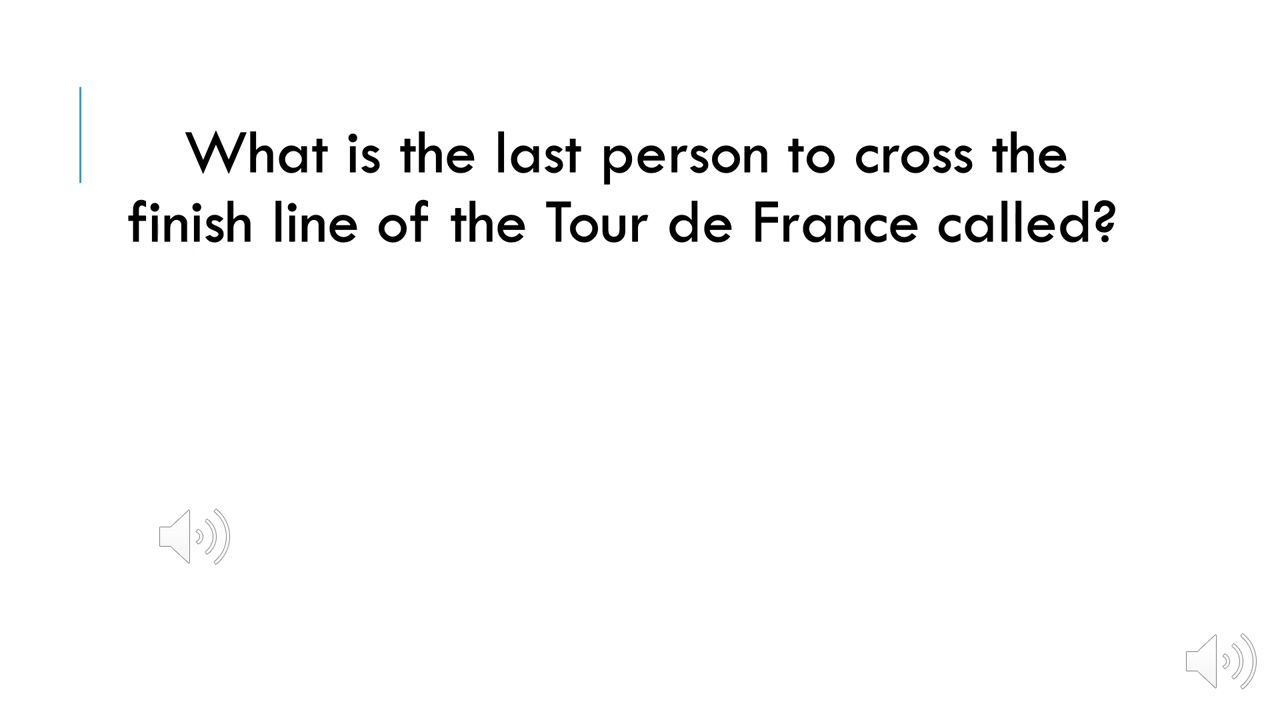 What is the last person to cross the
finish line of the Tour de France called?